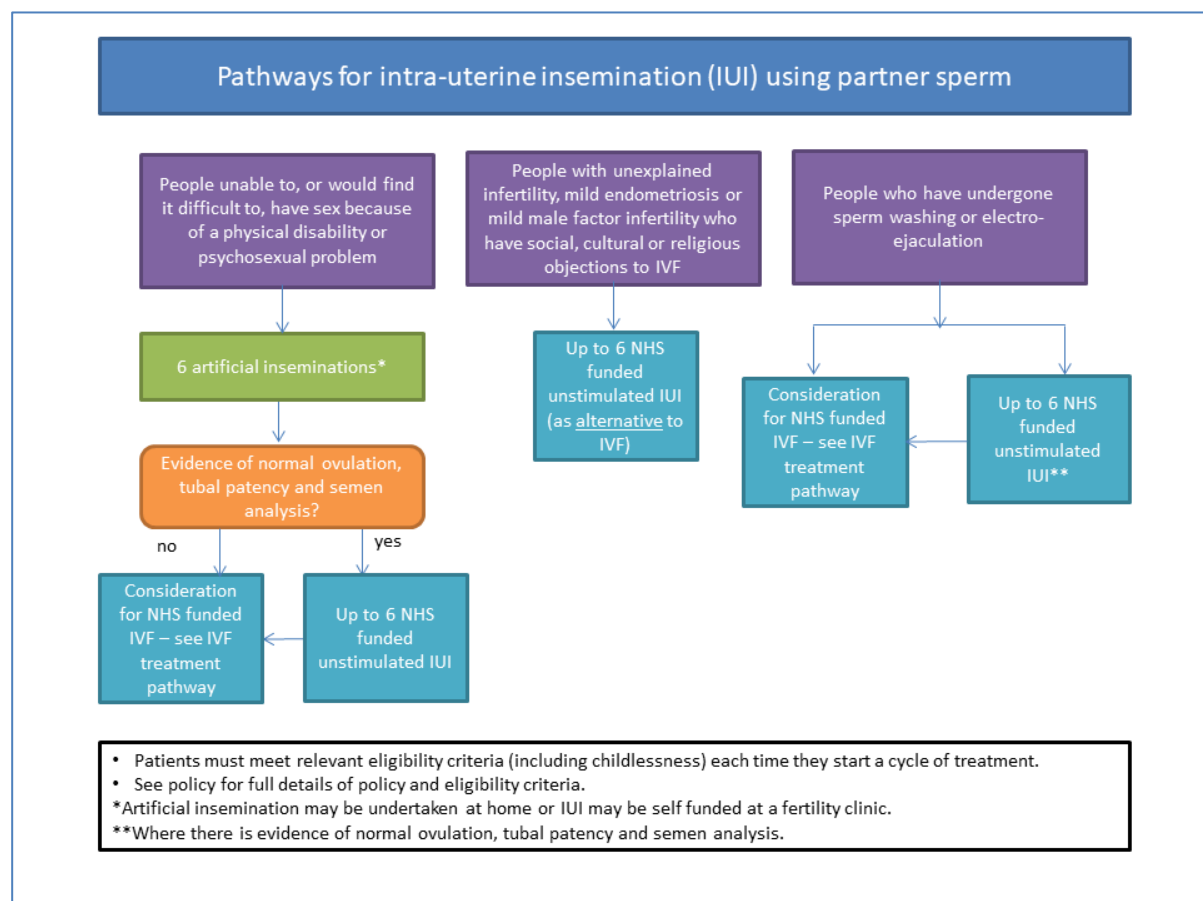 Pathways for intra-uterine insemination (IUI) using partner sperm
People unable to, or would find
it difficult to, have sex because
of a physical disability or
psychosexual problem
People with unexplained
infertility, mild endometriosis or
mild male factor infertility who
have social, cultural or religious
objections to IVF
People who have undergone
sperm washing or electro-
ejaculation
6 artificial inseminations*
Up to 6 NHS
funded
unstimulated IUI
(as alternative to
IVF)
Consideration
for NHS funded
IVF – see IVF
treatment
pathway
Up to 6 NHS
funded
unstimulated
IUI**
Evidence of normal ovulation,
tubal patency and semen
analysis?
no
yes
Consideration
for NHS funded
IVF – see IVF
treatment
pathway
Up to 6 NHS
funded
unstimulated IUI
• Patients must meet relevant eligibility criteria (including childlessness) each time they start a cycle of treatment.
• See policy for full details of policy and eligibility criteria.
*Artificial insemination may be undertaken at home or IUI may be self funded at a fertility clinic.
**Where there is evidence of normal ovulation, tubal patency and semen analysis.